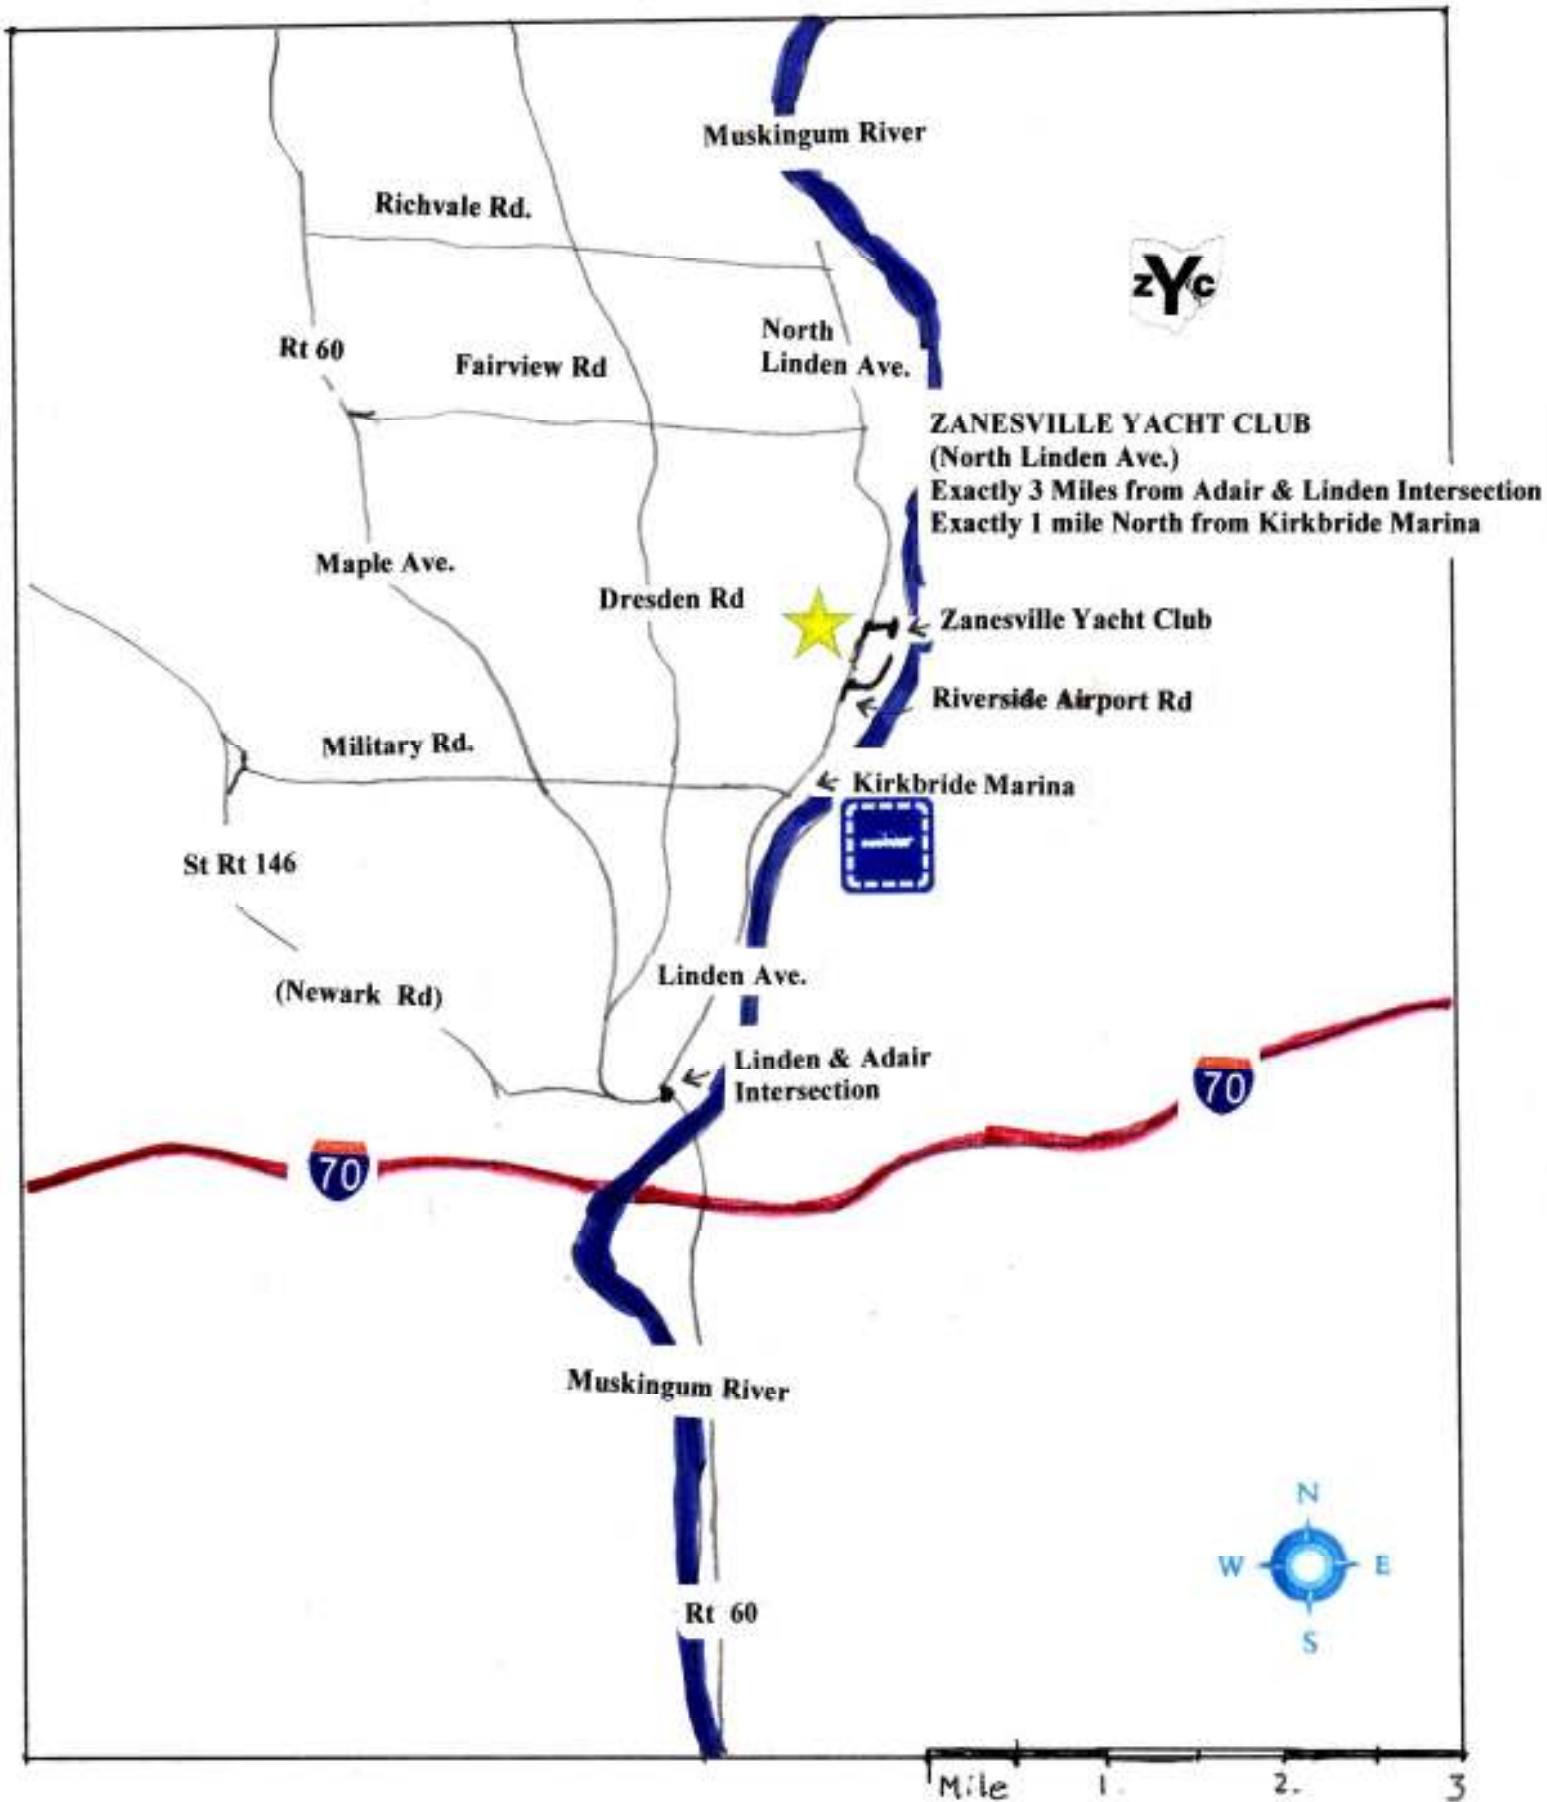 Muskingum River
Richvale Rd.
ZYC
Rt 60
Fairview Rd
North
Linden Ave.
ZANESVILLE YACHT CLUB
(North Linden Ave.)
Exactly 3 Miles from Adair & Linden Intersection
Exactly 1 mile North from Kirkbride Marina
Maple Ave.
Dresden Rd
Zanesville Yacht Club
Riverside Airport Rd
Military Rd.
Kirkbride Marina
St Rt 146
Linden Ave.
(Newark Rd)
Linden & Adair
Intersection
70
70
Muskingum River
N
W E
S
Rt 60
Mile 1. 2. 3